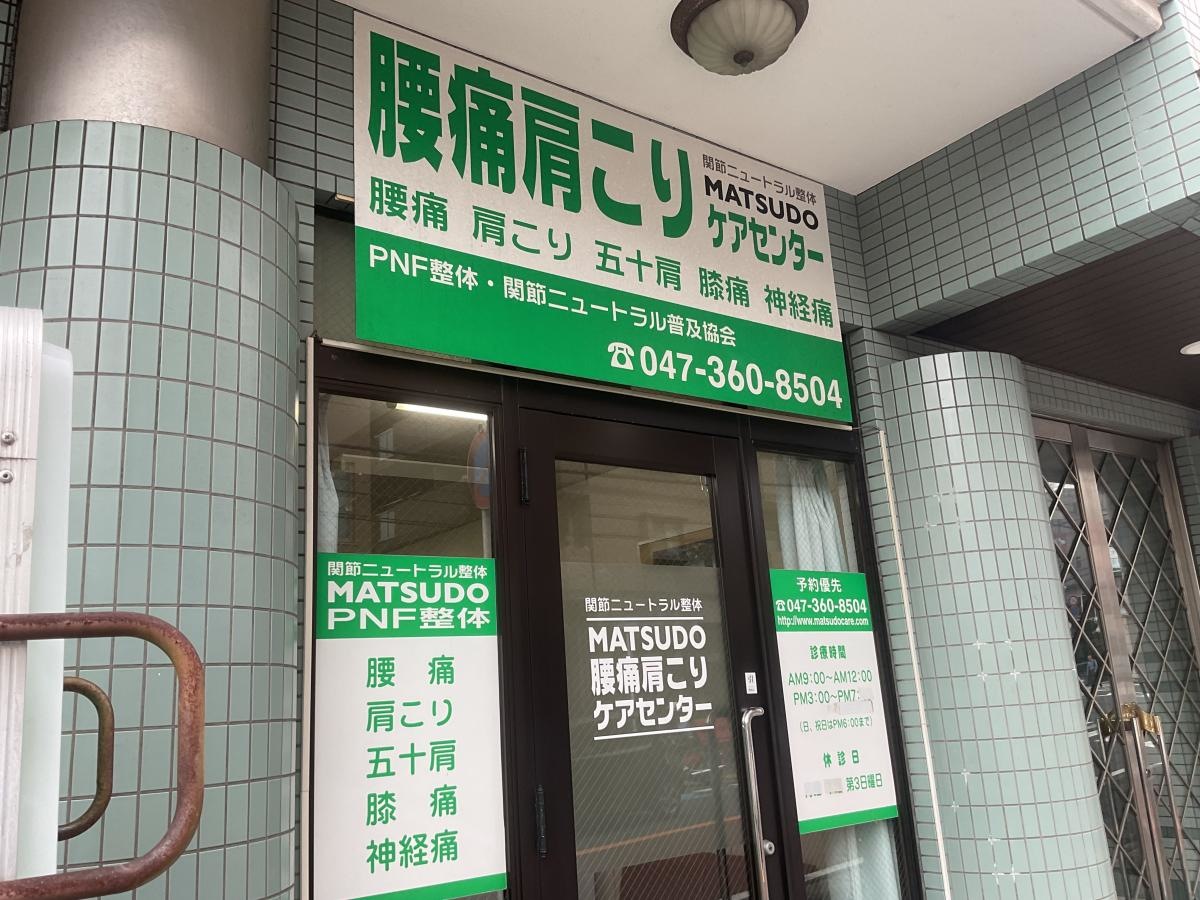 腰痛肩こり
関節ニュートラル整体
MATSUDO
ケアセンター
腰痛 肩こり 五十肩 膝痛 神経痛
PNF整体・関節ニュートラル普及協会
☎047-360-8504
関節ニュートラル整体
MATSUDO
PNF整体
腰痛
肩こり
五十肩
膝痛
神経痛
関節ニュートラル整体
MATSUDO
腰痛肩こり
ケアセンター
予約優先
☎047-360-8504
http://www.matsudocare.com
診療時間
AM9:00～AM12:00
PM3:00～PM7:
(日、祝日はPM6:00まで)
休診日
第3日曜日